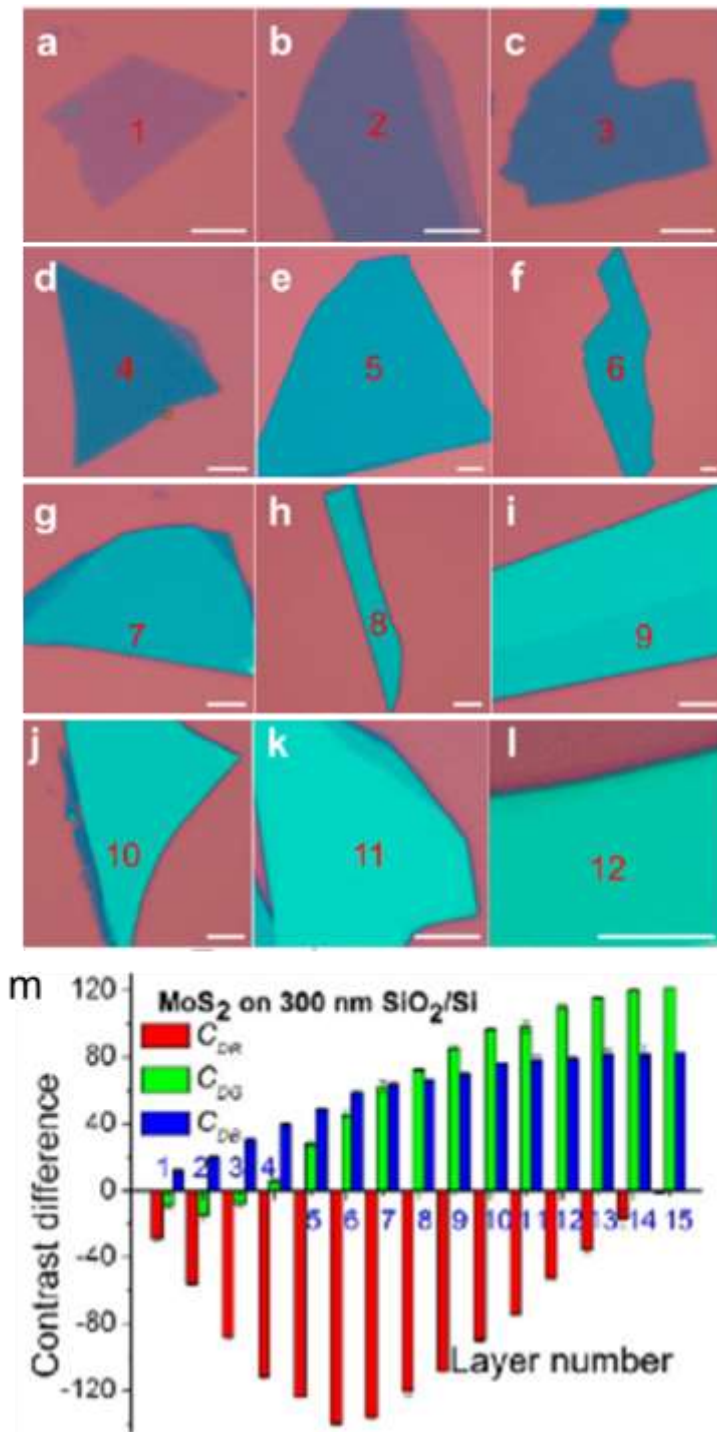 a b c
1 2 3
d e f
4 5 6
g h i
7 8 9
j k l
10 11 12
m
MoS2 on 300 nm SiO2/Si
CDR
CDG
CDB
120
80
40
0
-40
-80
-120
Contrast difference
1 2 3 4
5 6 7 8 9 10 11 12 13 14 15
Layer number